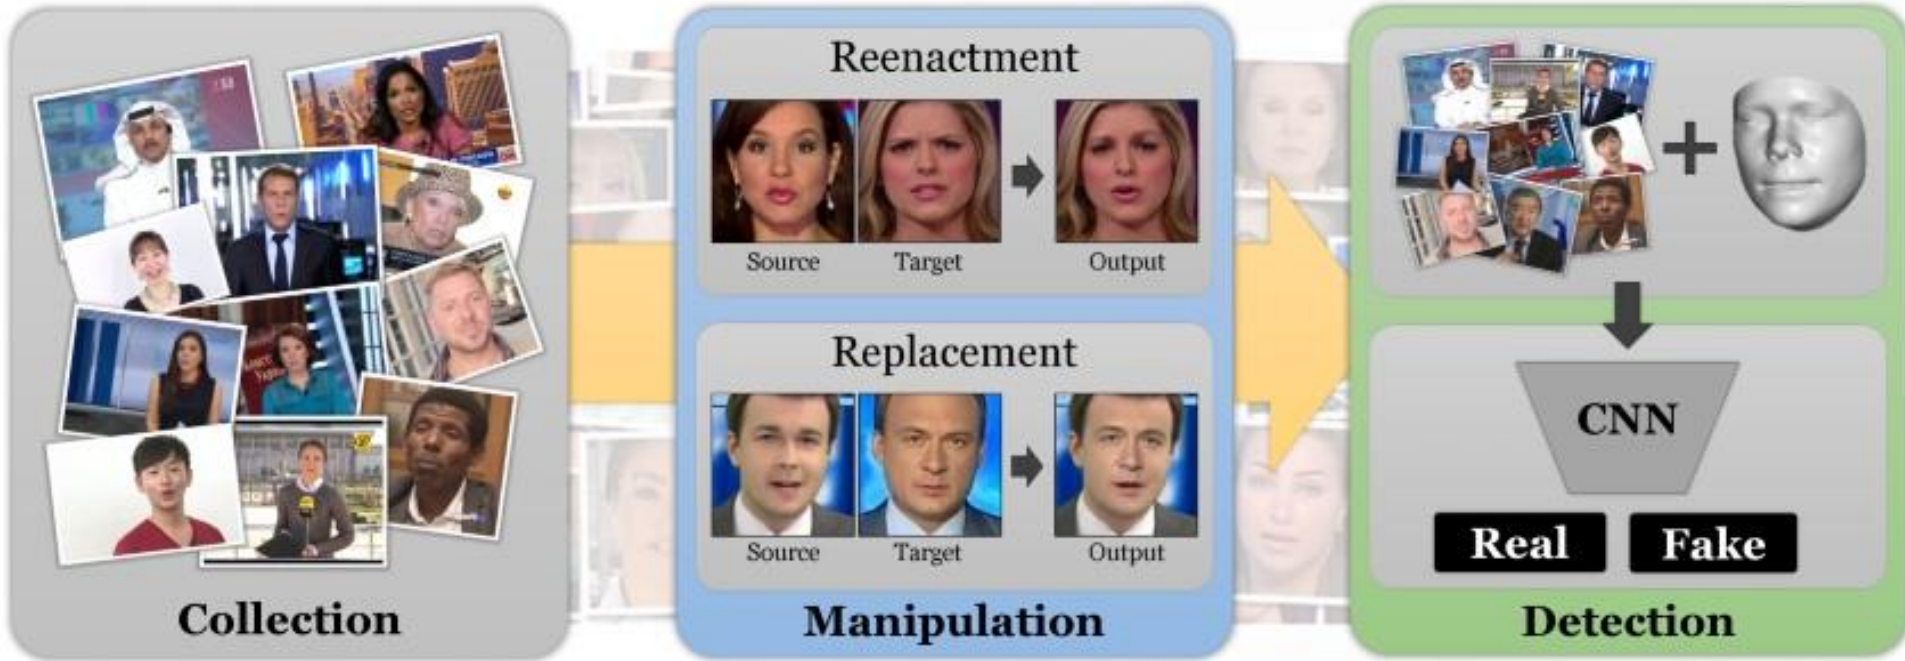 Collection
Reenactment
Source Target Output
Replacement
Source Target Output
Manipulation
CNN
Real Fake
Detection